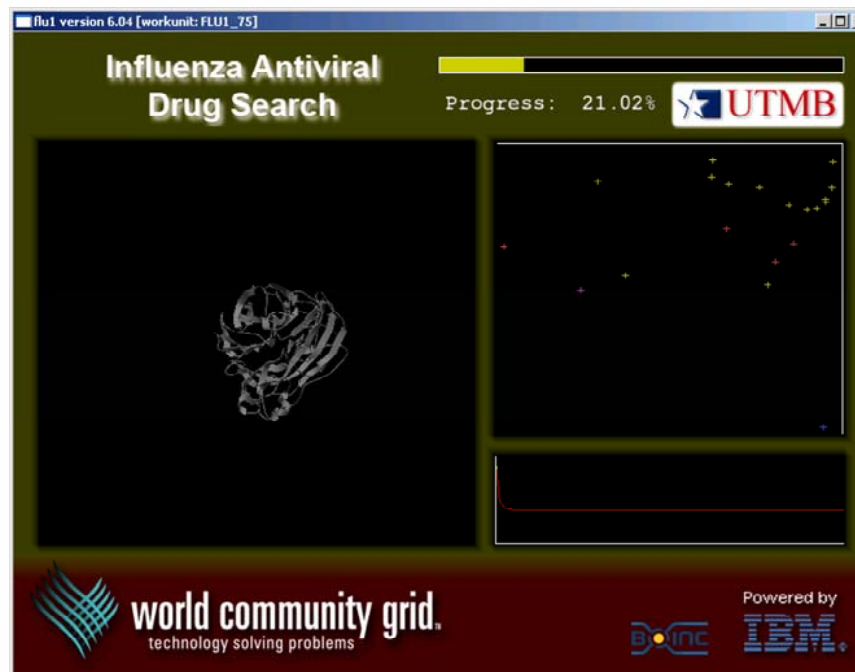 flu1 version 6.04 [workunit: FLU1_75]
Influenza Antiviral
Drug Search
Progress: 21.02%
UTMB
world community grid.
technology solving problems
BOINC
Powered by
IBM